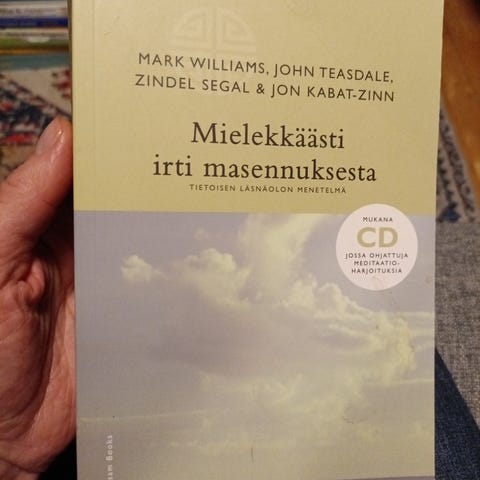 MARK WILLIAMS, JOHN TEASDALE,
ZINDEL SEGAL & JON KABAT-ZINN
Mielekkäästi
irti masennuksesta
TIETOISEN LÄSNÄOLON MENETELMÄ
MUKANA
CD
JOSSA OHJATTUJA
MEDITAATIO-
HARJOITUKSIA
Books